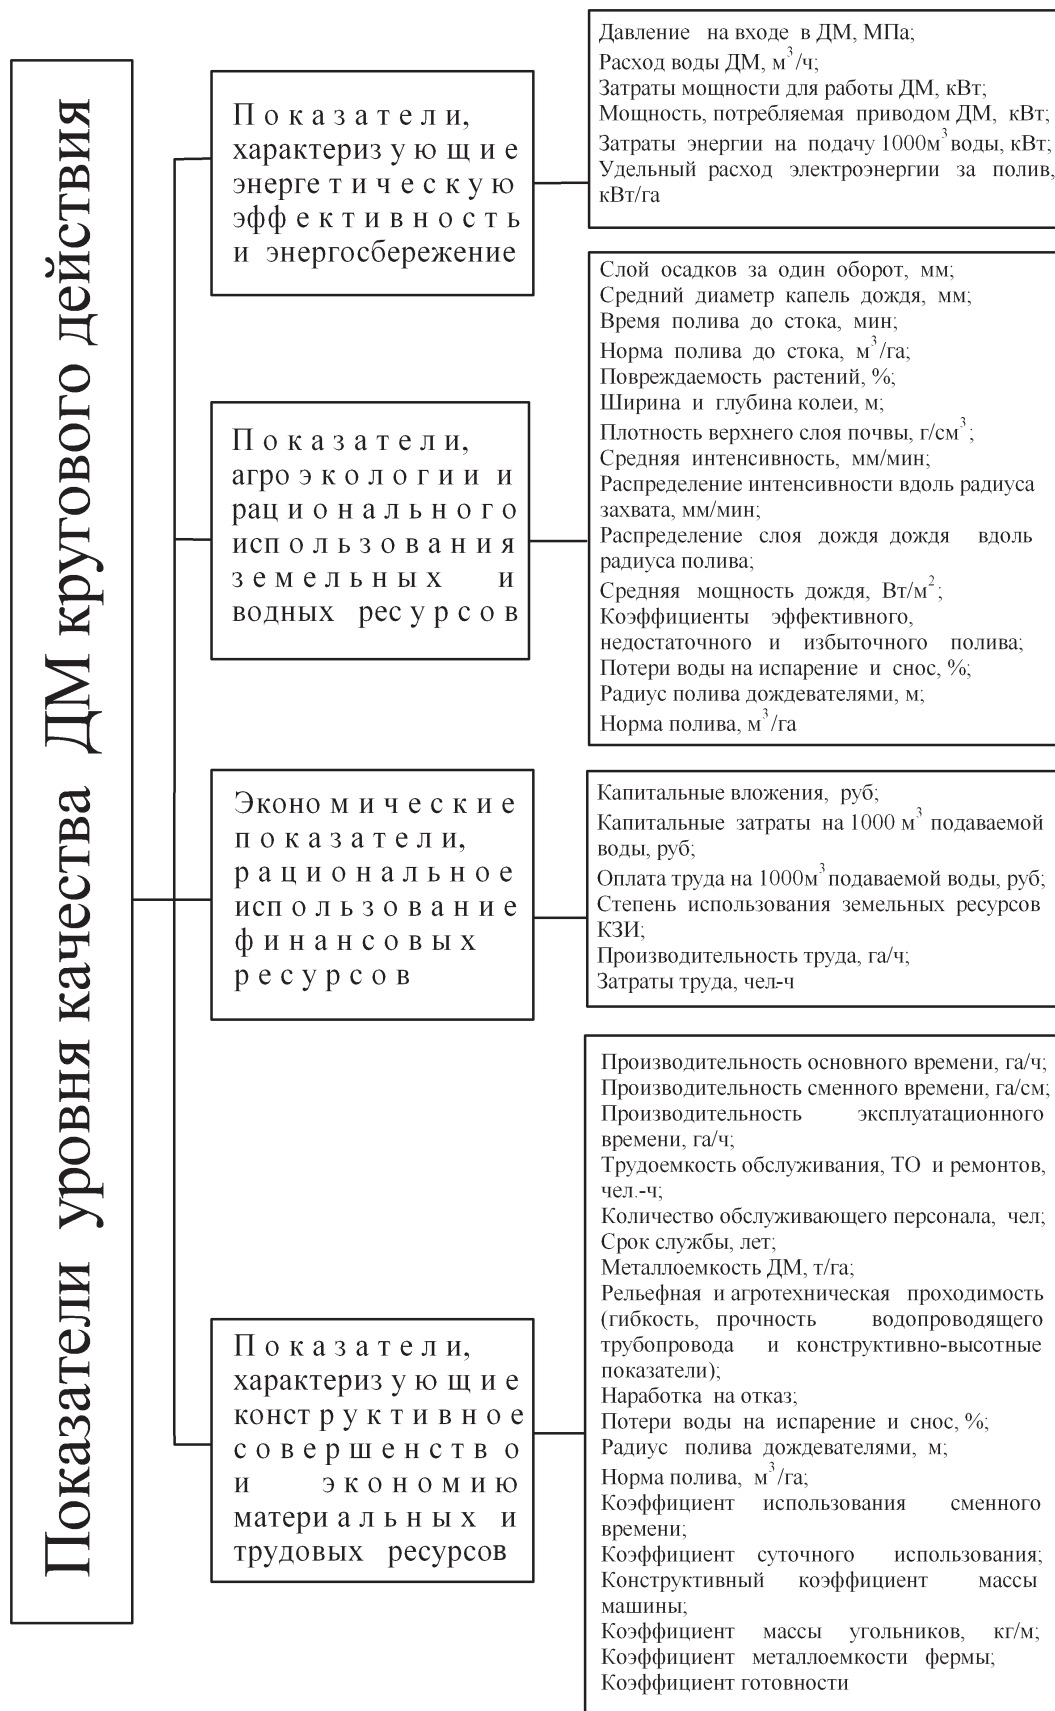 Показатели уровня качества ДМ кругового действия
Показатели,
характеризующие
энергетическую
эффективность
и энергосбережение
Давление на входе в ДМ, МПа;
Расход воды ДМ, м³/ч;
Затраты мощности для работы ДМ, кВт;
Мощность, потребляемая приводом ДМ, кВт;
Затраты энергии на подачу 1000м³ воды, кВт;
Удельный расход электроэнергии за полив,
кВт/га
Показатели,
агроэкологии и
рационального
использования
земельных и
водных ресурсов
Слой осадков за один оборот, мм;
Средний диаметр капель дождя, мм;
Время полива до стока, мин;
Норма полива до стока, м³/га;
Повреждаемость растений, %;
Ширина и глубина колеи, м;
Плотность верхнего слоя почвы, г/см³;
Средняя интенсивность, мм/мин;
Распределение интенсивности вдоль радиуса
захвата, мм/мин;
Распределение слоя дождя дождя вдоль
радиуса полива;
Средняя мощность дождя, Вт/м²;
Коэффициенты эффективного,
недостаточного и избыточного полива;
Потери воды на испарение и снос, %;
Радиус полива дождевателями, м;
Норма полива, м³/га
Экономические
показатели,
рациональное
использование
финансовых
ресурсов
Капитальные вложения, руб;
Капитальные затраты на 1000 м³ подаваемой
воды, руб;
Оплата труда на 1000м³ подаваемой воды, руб;
Степень использования земельных ресурсов
КЗИ;
Производительность труда, га/ч;
Затраты труда, чел-ч
Показатели,
характеризующие
конструктивное
совершенство
и экономию
материальных и
трудовых ресурсов
Производительность основного времени, га/ч;
Производительность сменного времени, га/см;
Производительность эксплуатационного
времени, га/ч;
Трудоемкость обслуживания, ТО и ремонтов,
чел.-ч;
Количество обслуживающего персонала, чел;
Срок службы, лет;
Металлоемкость ДМ, т/га;
Рельефная и агротехническая проходимость
(гибкость, прочность водопроводящего
трубопровода и конструктивно-высотные
показатели);
Наработка на отказ;
Потери воды на испарение и снос, %;
Радиус полива дождевателями, м;
Норма полива, м³/га;
Коэффициент использования сменного
времени;
Коэффициент суточного использования;
Конструктивный коэффициент массы
машины;
Коэффициент массы угольников, кг/м;
Коэффициент металлоемкости фермы;
Коэффициент готовности